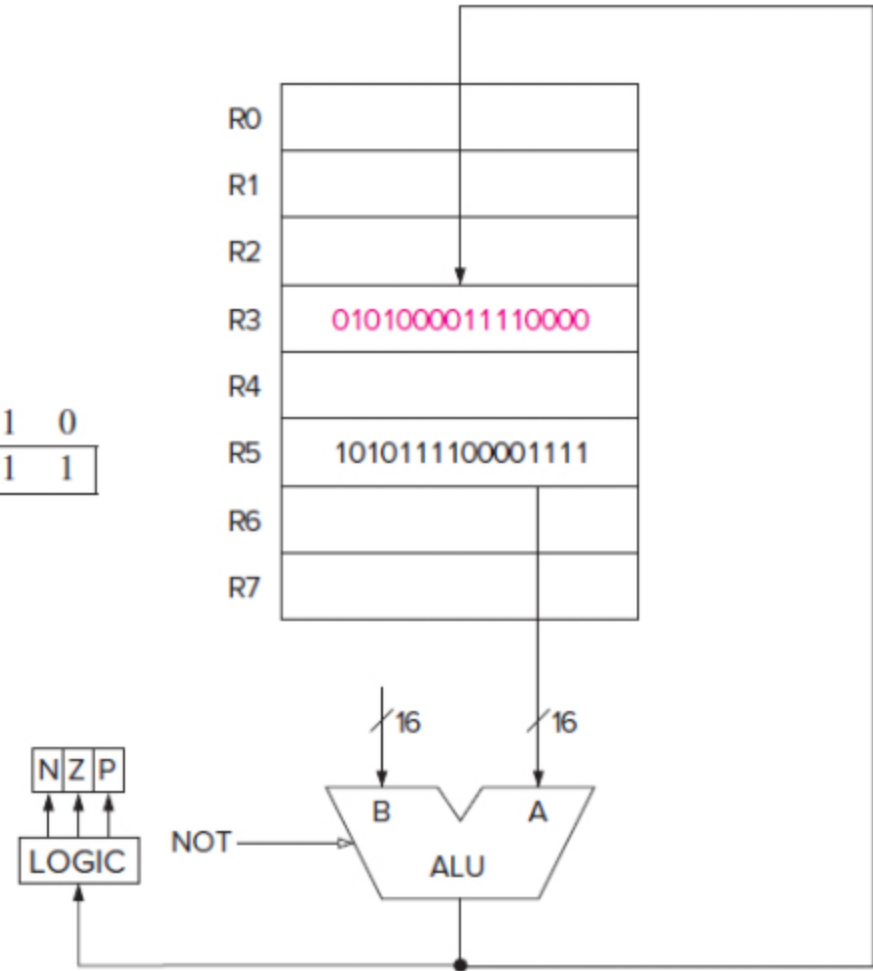 R0
R1
R2
R3 0101000011110000
R4
1 0
1 1
R5 1010111100001111
R6
R7
16 16
N Z P
B A
NOT
LOGIC
ALU